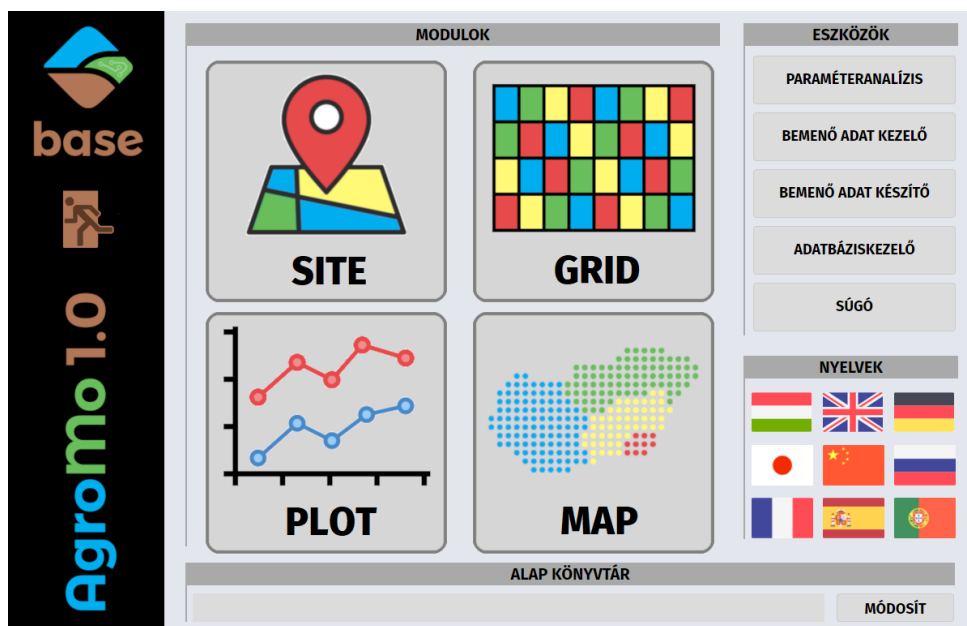 base
Agromo 1.0
MODULOK
SITE
GRID
PLOT
MAP
ESZKÖZÖK
PARAMÉTERANALÍZIS
BEMENŐ ADAT KEZELŐ
BEMENŐ ADAT KÉSZÍTŐ
ADATBÁZISKEZELŐ
SÚGÓ
NYELVEK
ALAP KÖNYVTÁR
MÓDOSÍT